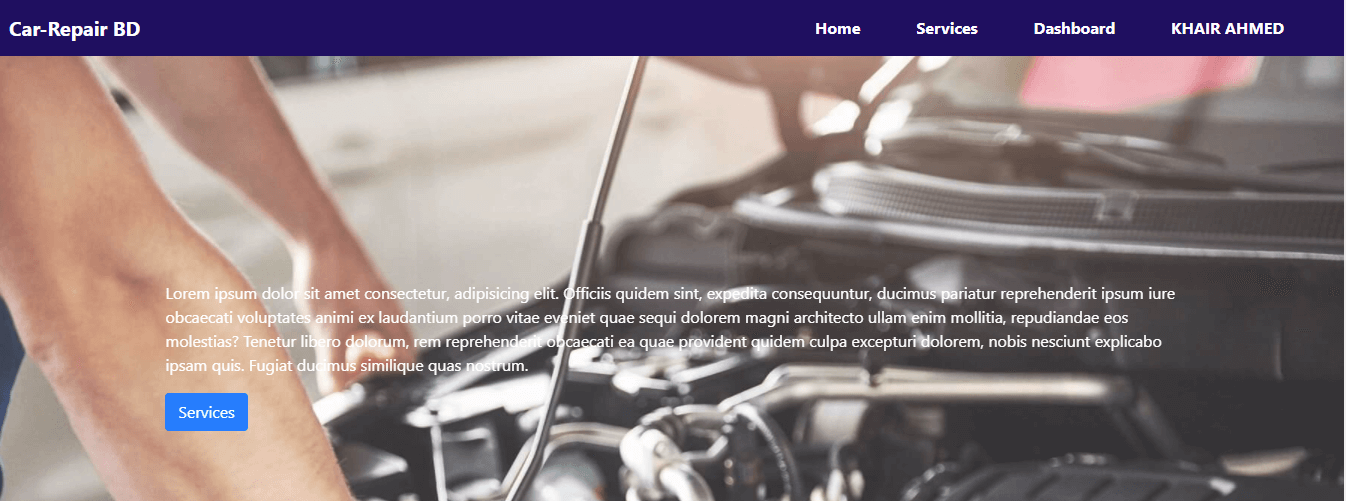 Car-Repair BD
Home Services Dashboard KHAIR AHMED
Lorem ipsum dolor sit amet consectetur, adipisicing elit. Officiis quidem sint, expedita consequuntur, ducimus pariatur reprehenderit ipsum iure
obcaecati voluptates animi ex laudantium porro vitae eveniet quae sequi dolorem magni architecto ullam enim mollitia, repudiandae eos
molestias? Tenetur libero dolorum, rem reprehenderit obcaecati ea quae provident quidem culpa excepturi dolorem, nobis nesciunt explicabo
ipsam quis. Fugiat ducimus similique quas nostrum.
Services